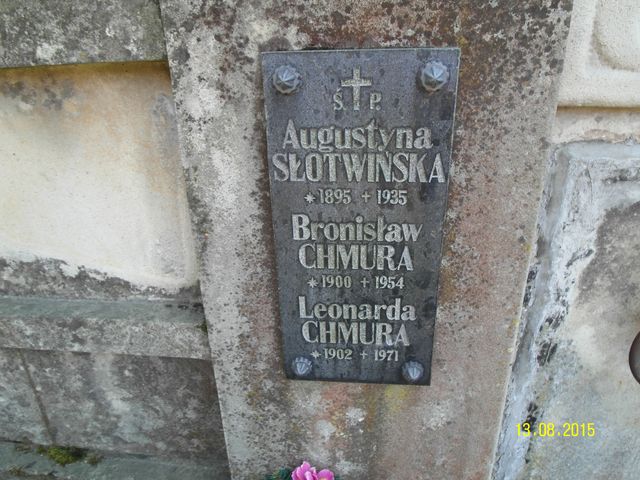 Ś. P.
Augustyna
SŁOTWIŃSKA
* 1895 + 1935
Bronisław
CHMURA
* 1900 + 1954
Leonarda
CHMURA
* 1902 + 1971
13.08.2015